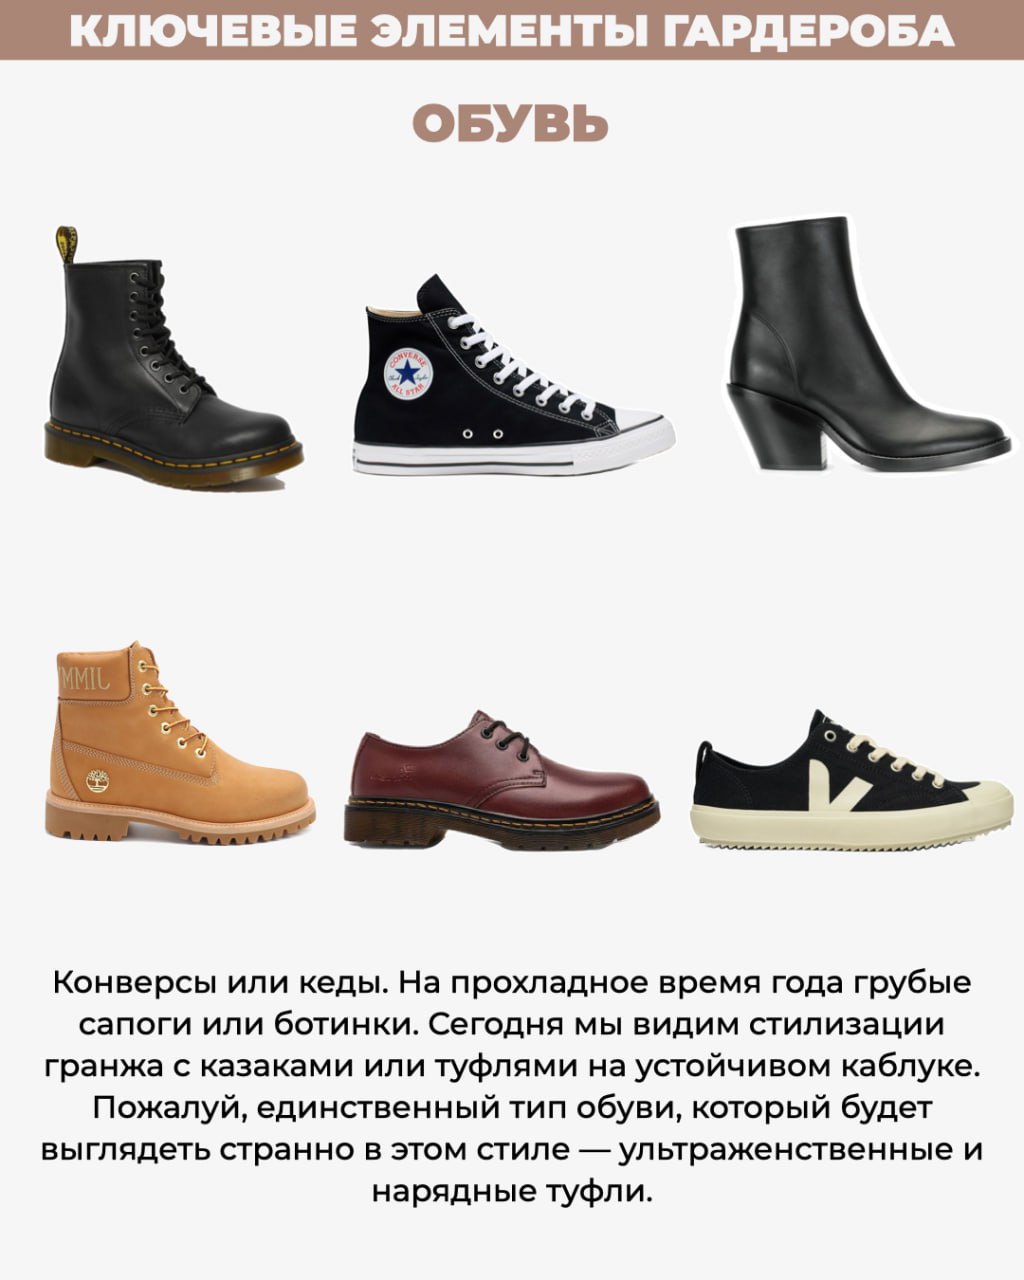 КЛЮЧЕВЫЕ ЭЛЕМЕНТЫ ГАРДЕРОБА
ОБУВЬ
CONVERSE
ALL STAR
Конверсы или кеды. На прохладное время года грубые
сапоги или ботинки. Сегодня мы видим стилизации
гранжа с казаками или туфлями на устойчивом каблуке.
Пожалуй, единственный тип обуви, который будет
выглядеть странно в этом стиле — ультраженственные и
нарядные туфли.